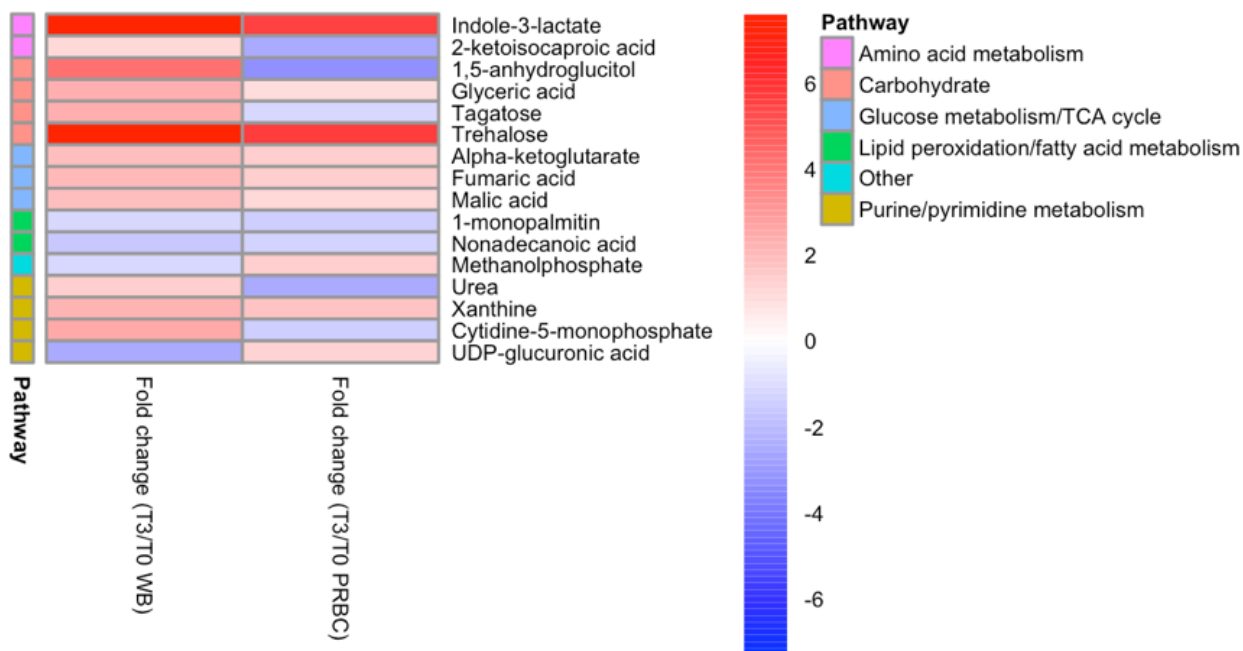 Indole-3-lactate
2-ketoisocaproic acid
1,5-anhydroglucitol
Glyceric acid
Tagatose
Trehalose
Alpha-ketoglutarate
Fumaric acid
Malic acid
1-monopalmitin
Nonadecanoic acid
Methanolphosphate
Urea
Xanthine
Cytidine-5-monophosphate
UDP-glucuronic acid
Pathway
Fold change (T3/T0 WB)
Fold change (T3/T0 PRBC)
6
4
2
0
-2
-4
-6
Pathway
Amino acid metabolism
Carbohydrate
Glucose metabolism/TCA cycle
Lipid peroxidation/fatty acid metabolism
Other
Purine/pyrimidine metabolism